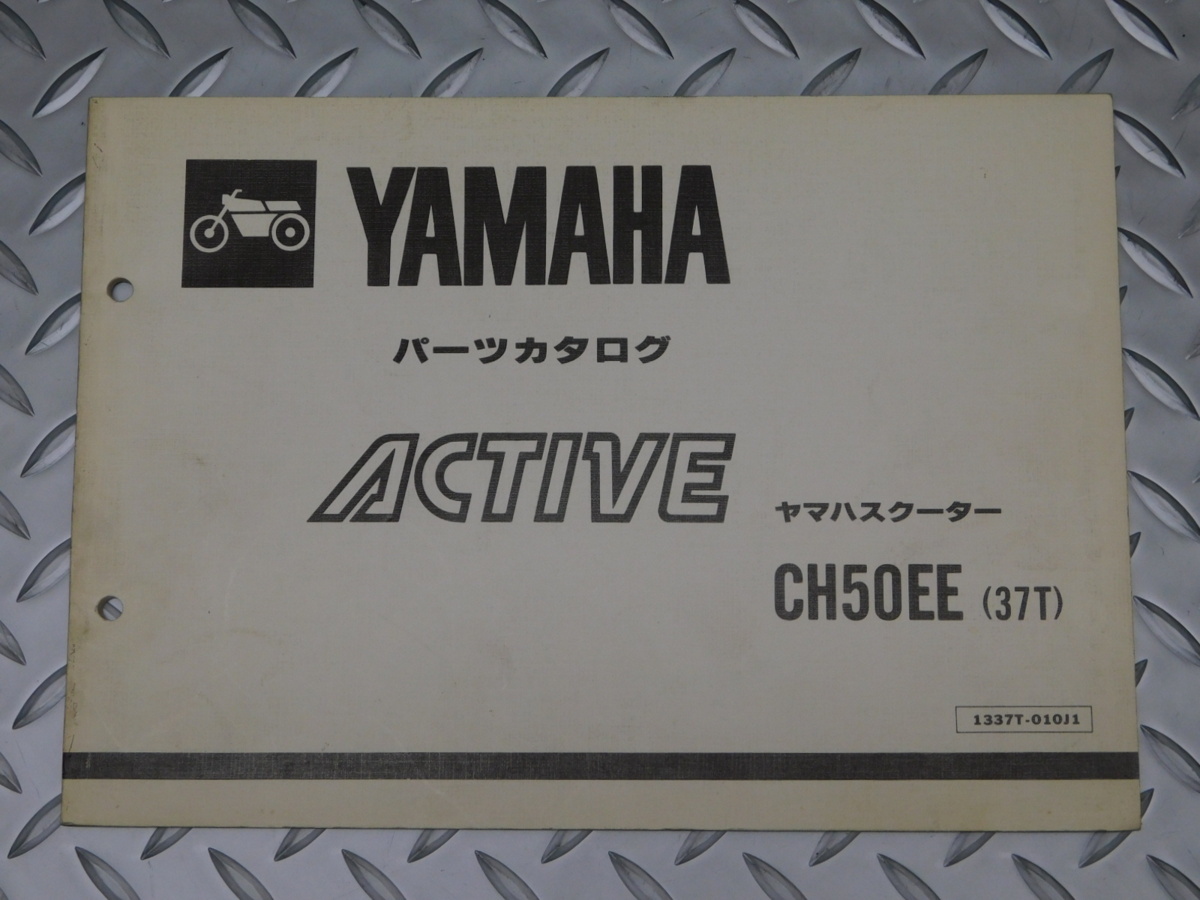 YAMAHA
パーツカタログ
ACTIVE
ヤマハスクーター
CH50EE (37T)
1337T-010J1